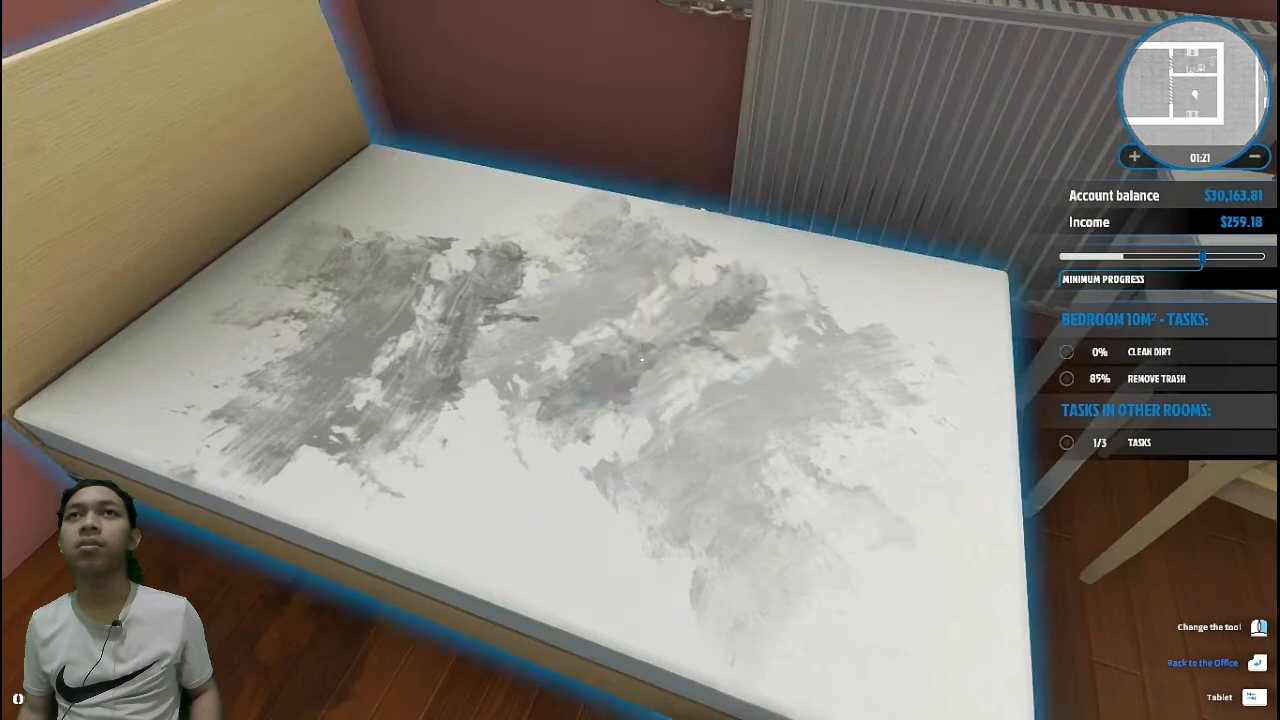 01:21
Account balance $30,163.81
Income $259.18
MINIMUM PROGRESS
BEDROOM 10M² - TASKS:
0% CLEAN DIRT
85% REMOVE TRASH
TASKS IN OTHER ROOMS:
1/3 TASKS
Change the tool
Back to the Office
Tablet